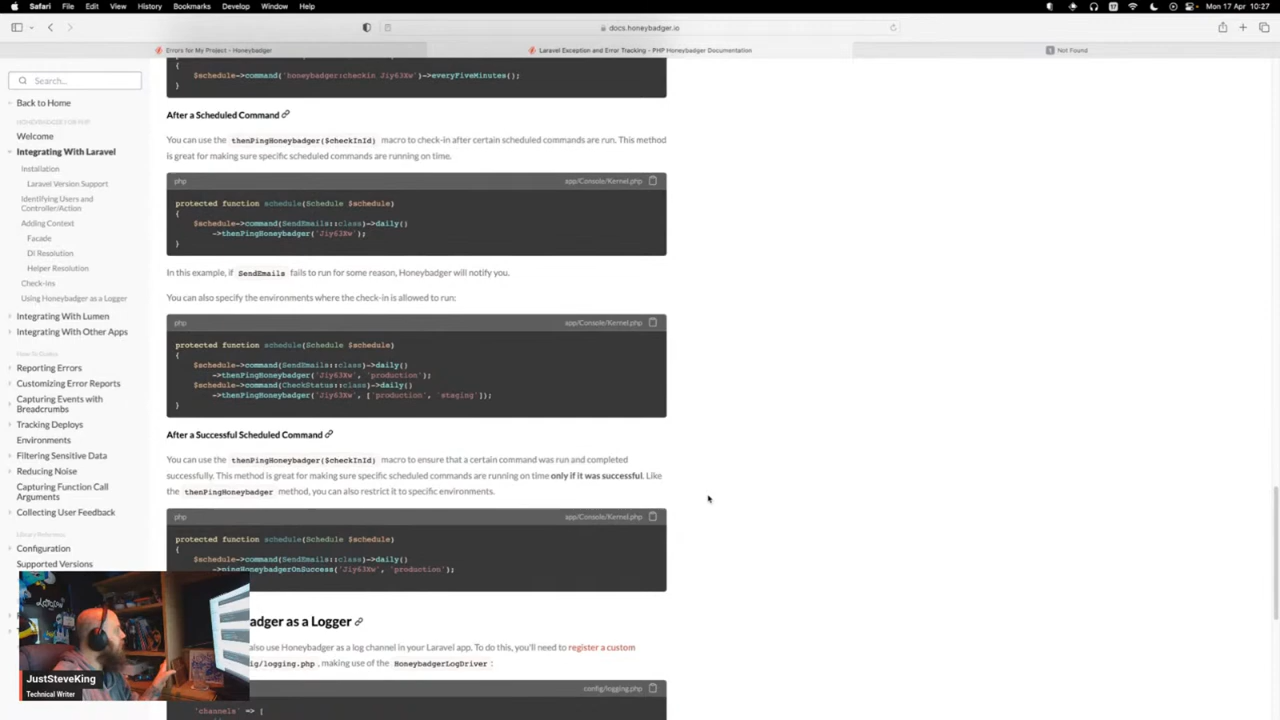 Safari File Edit View History Bookmarks Develop Window Help
Mon 17 Apr 10:27
docs.honeybadger.io
Errors for My Project - Honeybadger
Laravel Exception and Error Tracking - PHP Honeybadger Documentation
Not Found
Search...
Back to Home
HONEYBADGER FOR PHP
Welcome
Integrating With Laravel
Installation
Laravel Version Support
Identifying Users and
Controller/Action
Adding Context
Facade
DI Resolution
Helper Resolution
Check-Ins
Using Honeybadger as a Logger
Integrating With Lumen
Integrating With Other Apps
How-To Guides
Reporting Errors
Customizing Error Reports
Capturing Events with
Breadcrumbs
Tracking Deploys
Environments
Filtering Sensitive Data
Reducing Noise
Capturing Function Call
Arguments
Collecting User Feedback
Library Reference
Configuration
Supported Versions
{
$schedule->command('honeybadger:checkin Jiy63Xw')->everyFiveMinutes();
}
After a Scheduled Command
You can use the thenPingHoneybadger($checkInId) macro to check-in after certain scheduled commands are run. This method
is great for making sure specific scheduled commands are running on time.
php app/Console/Kernel.php
protected function schedule(Schedule $schedule)
{
$schedule->command(SendEmails::class)->daily()
->thenPingHoneybadger('Jiy63Xw');
}
In this example, if SendEmails fails to run for some reason, Honeybadger will notify you.
You can also specify the environments where the check-in is allowed to run:
php app/Console/Kernel.php
protected function schedule(Schedule $schedule)
{
$schedule->command(SendEmails::class)->daily()
->thenPingHoneybadger('Jiy63Xw', 'production');
$schedule->command(CheckStatus::class)->daily()
->thenPingHoneybadger('Jiy63Xw', ['production', 'staging']);
}
After a Successful Scheduled Command
You can use the thenPingHoneybadger($checkInId) macro to ensure that a certain command was run and completed
successfully. This method is great for making sure specific scheduled commands are running on time only if it was successful. Like
the thenPingHoneybadger method, you can also restrict it to specific environments.
php app/Console/Kernel.php
protected function schedule(Schedule $schedule)
{
$schedule->command(SendEmails::class)->daily()
->pingHoneybadgerOnSuccess('Jiy63Xw', 'production');
adger as a Logger
also use Honeybadger as a log channel in your Laravel app. To do this, you'll need to register a custom
ig/logging.php, making use of the HoneybadgerLogDriver:
config/logging.php
'channels' => [
JustSteveKing
Technical Writer